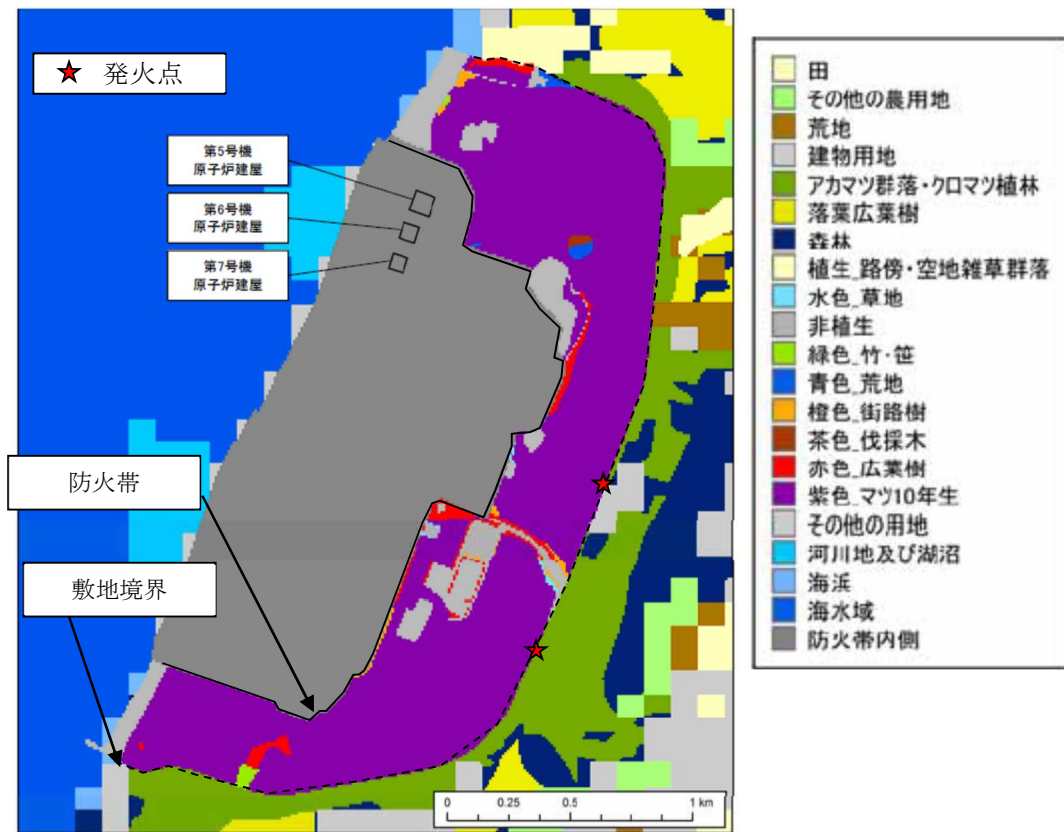 発火点
第5号機
原子炉建屋
第6号機
原子炉建屋
第7号機
原子炉建屋
防火帯
敷地境界
0 0.25 0.5 1 km
田
その他の農用地
荒地
建物用地
アカマツ群落・クロマツ植林
落葉広葉樹
森林
植生_路傍・空地雑草群落
水色_草地
非植生
緑色_竹・笹
青色_荒地
橙色_街路樹
茶色_伐採木
赤色_広葉樹
紫色_マツ10年生
その他の用地
河川地及び湖沼
海浜
海水域
防火帯内側